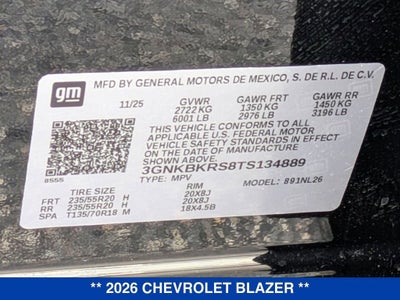 gm
MFD BY GENERAL MOTORS DE MEXICO, S. DE R.L. DE C.V.
11/25 GVWR GAWR FRT GAWR RR
2722 KG 1350 KG 1450 KG
6001 LB 2976 LB 3196 LB
THIS VEHICLE CONFORMS TO ALL
APPLICABLE U.S. FEDERAL MOTOR
VEHICLE SAFETY STANDARDS IN
EFFECT ON THE DATE OF MANUFACTURE
SHOWN ABOVE.
3GNKBKRS8TS134889
8555 TYPE: MPV MODEL: 891NL26
TIRE SIZE RIM
FRT 235/55R20 H 20X8J
RR 235/55R20 H 20X8J
SPA T135/70R18 M 18X4.5B
** 2026 CHEVROLET BLAZER **